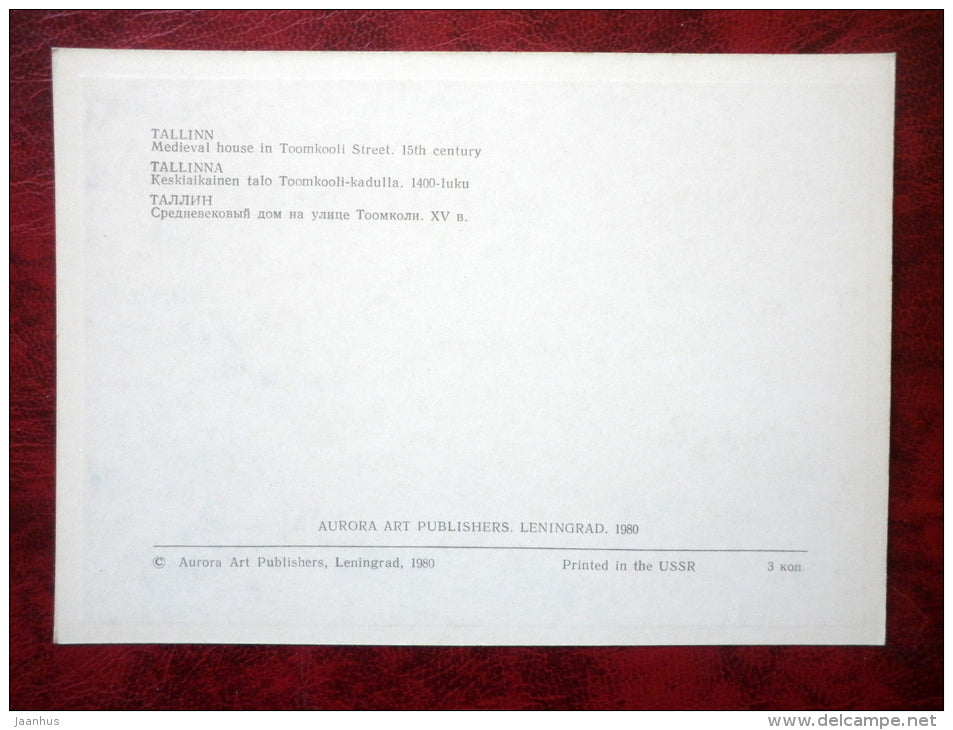 TALLINN
Medieval house in Toomkooli Street. 15th century
TALLINNA
Keskiaikainen talo Toomkooli-kadulla. 1400-luku
ТАЛЛИН
Средневековый дом на улице Тоомколи. XV в.
AURORA ART PUBLISHERS. LENINGRAD. 1980
© Aurora Art Publishers, Leningrad, 1980 Printed in the USSR 3 коп.
jaanhus
www.delcampe.net